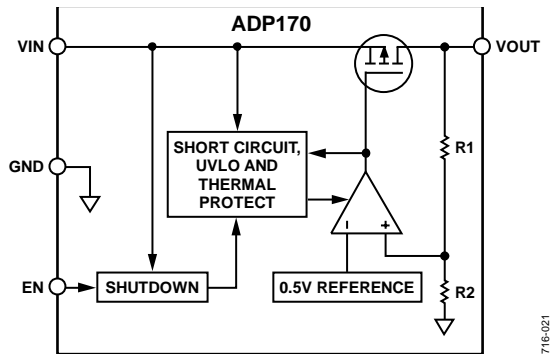 ADP170
VIN
VOUT
SHORT CIRCUIT,
UVLO AND
THERMAL
PROTECT
R1
GND
– +
EN
SHUTDOWN
0.5V REFERENCE
R2
716-021